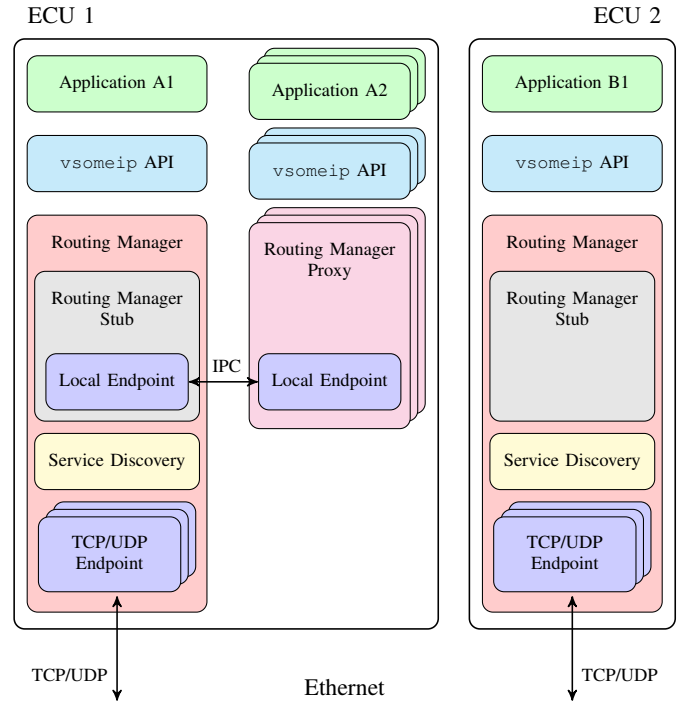 ECU 1
ECU 2
Application A1
Application A2
Application B1
vsomeip API
vsomeip API
vsomeip API
Routing Manager
Routing Manager
Stub
Local Endpoint
IPC
Routing Manager
Proxy
Local Endpoint
Service Discovery
TCP/UDP
Endpoint
Routing Manager
Routing Manager
Stub
Service Discovery
TCP/UDP
Endpoint
TCP/UDP
Ethernet
TCP/UDP